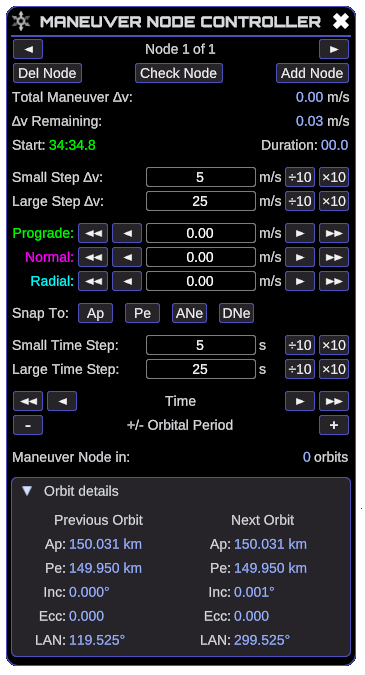 MANEUVER NODE CONTROLLER ✖
◄ Node 1 of 1 ►
Del Node Check Node Add Node
Total Maneuver Δv: 0.00 m/s
Δv Remaining: 0.03 m/s
Start: 34:34.8 Duration: 00.0
Small Step Δv: 5 m/s ÷10 ×10
Large Step Δv: 25 m/s ÷10 ×10
Prograde: ◄◄ ◄ 0.00 m/s ► ►►
Normal: ◄◄ ◄ 0.00 m/s ► ►►
Radial: ◄◄ ◄ 0.00 m/s ► ►►
Snap To: Ap Pe ANe DNe
Small Time Step: 5 s ÷10 ×10
Large Time Step: 25 s ÷10 ×10
◄◄ ◄ Time ► ►►
- +/- Orbital Period +
Maneuver Node in: 0 orbits
▼ Orbit details
Previous Orbit Next Orbit
Ap: 150.031 km Ap: 150.031 km
Pe: 149.950 km Pe: 149.950 km
Inc: 0.000° Inc: 0.001°
Ecc: 0.000 Ecc: 0.000
LAN: 119.525° LAN: 299.525°